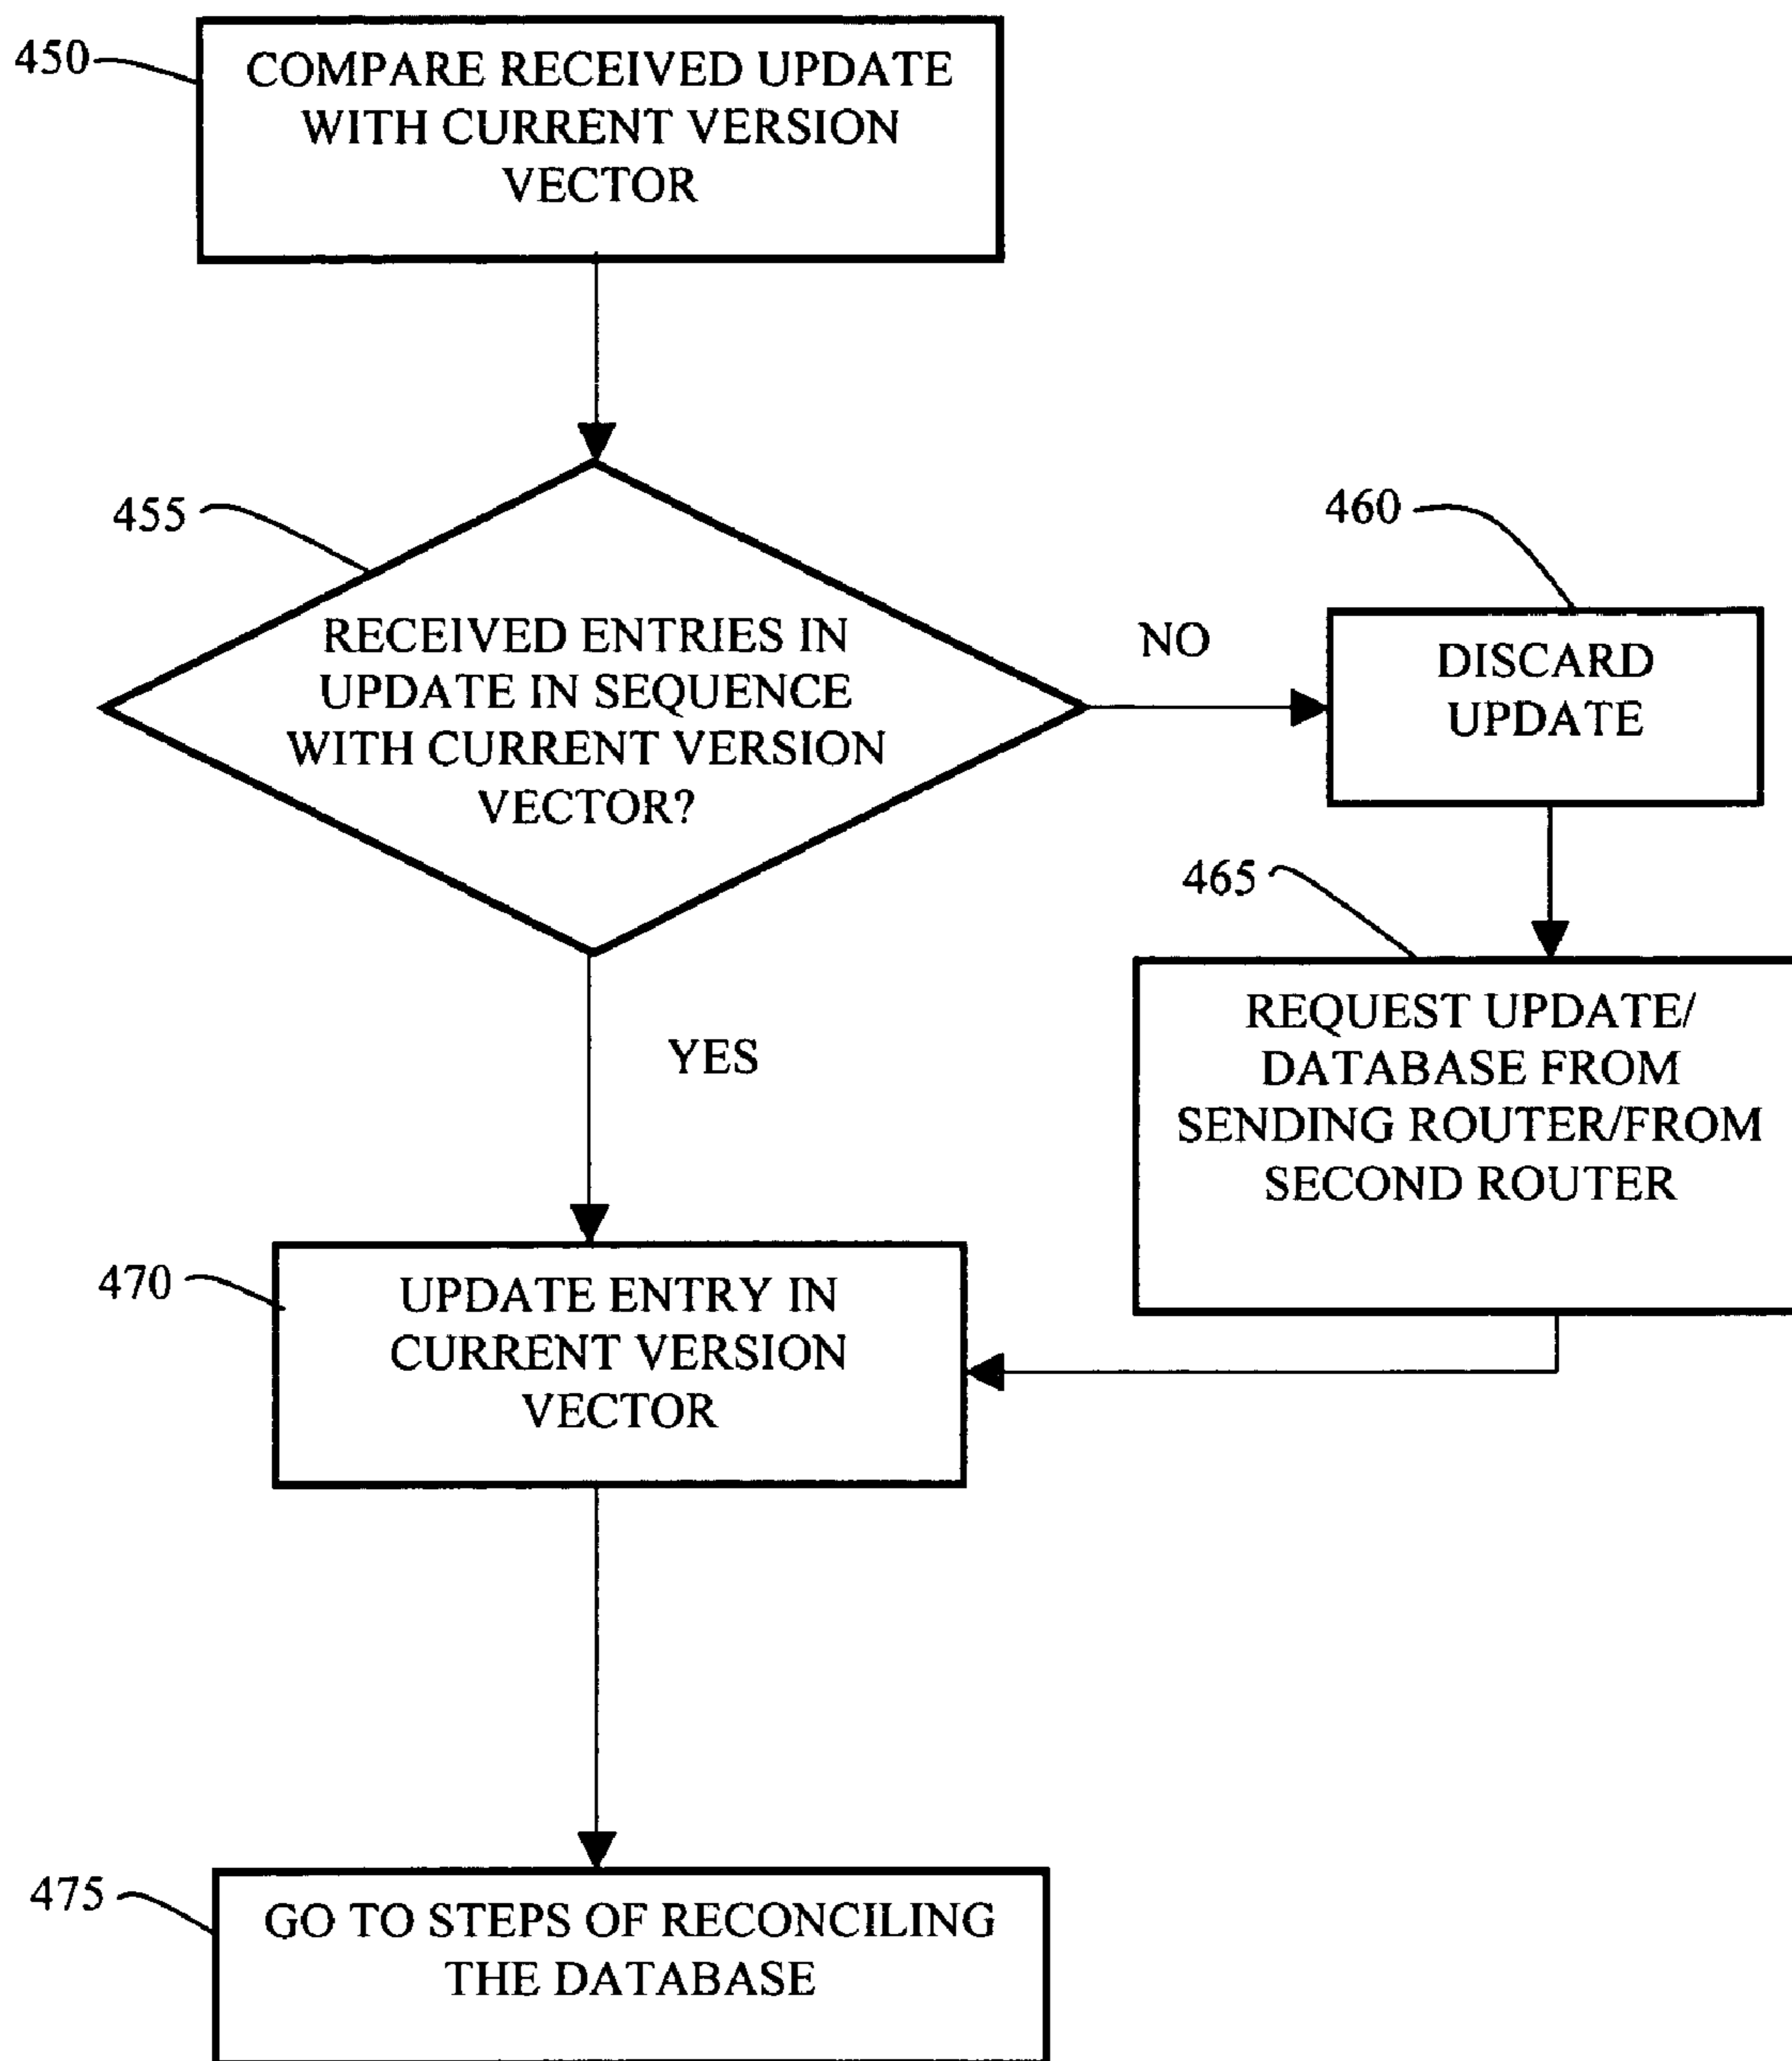 450
COMPARE RECEIVED UPDATE
WITH CURRENT VERSION
VECTOR
455
RECEIVED ENTRIES IN
UPDATE IN SEQUENCE
WITH CURRENT VERSION
VECTOR?
NO
460
DISCARD
UPDATE
465
REQUEST UPDATE/
DATABASE FROM
SENDING ROUTER/FROM
SECOND ROUTER
YES
470
UPDATE ENTRY IN
CURRENT VERSION
VECTOR
475
GO TO STEPS OF RECONCILING
THE DATABASE